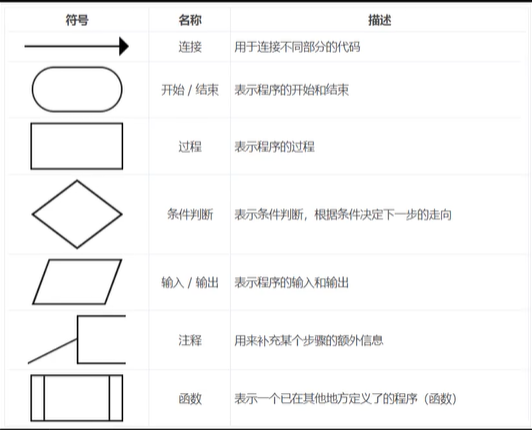 符号 名称 描述
连接 用于连接不同部分的代码
开始 / 结束 表示程序的开始和结束
过程 表示程序的过程
条件判断 表示条件判断，根据条件决定下一步的走向
输入 / 输出 表示程序的输入和输出
注释 用来补充某个步骤的额外信息
函数 表示一个已在其他地方定义了的程序（函数）